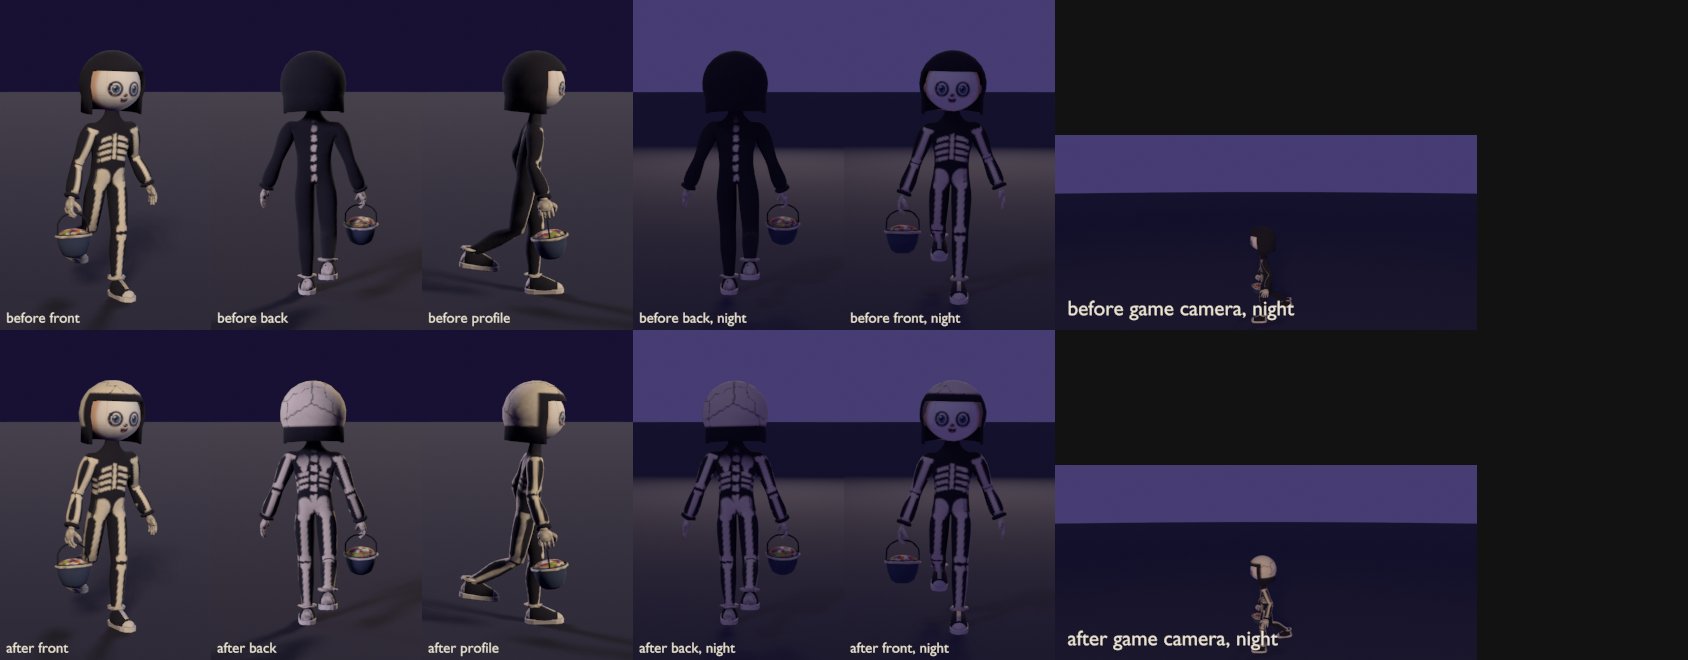 before front
before back
before profile
before back, night
before front, night
before game camera, night
after front
after back
after profile
after back, night
after front, night
after game camera, night